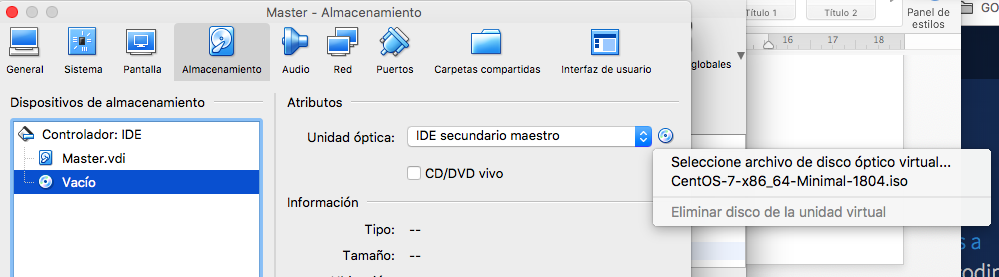 Master - Almacenamiento
General
Sistema
Pantalla
Almacenamiento
Audio
Red
Puertos
Carpetas compartidas
Interfaz de usuario
globales
Título 1
Título 2
Panel de
estilos
GO
16 17 18
Dispositivos de almacenamiento
Controlador: IDE
Master.vdi
Vacío
Atributos
Unidad óptica: IDE secundario maestro
CD/DVD vivo
Información
Tipo: --
Tamaño: --
Seleccione archivo de disco óptico virtual...
CentOS-7-x86_64-Minimal-1804.iso
Eliminar disco de la unidad virtual